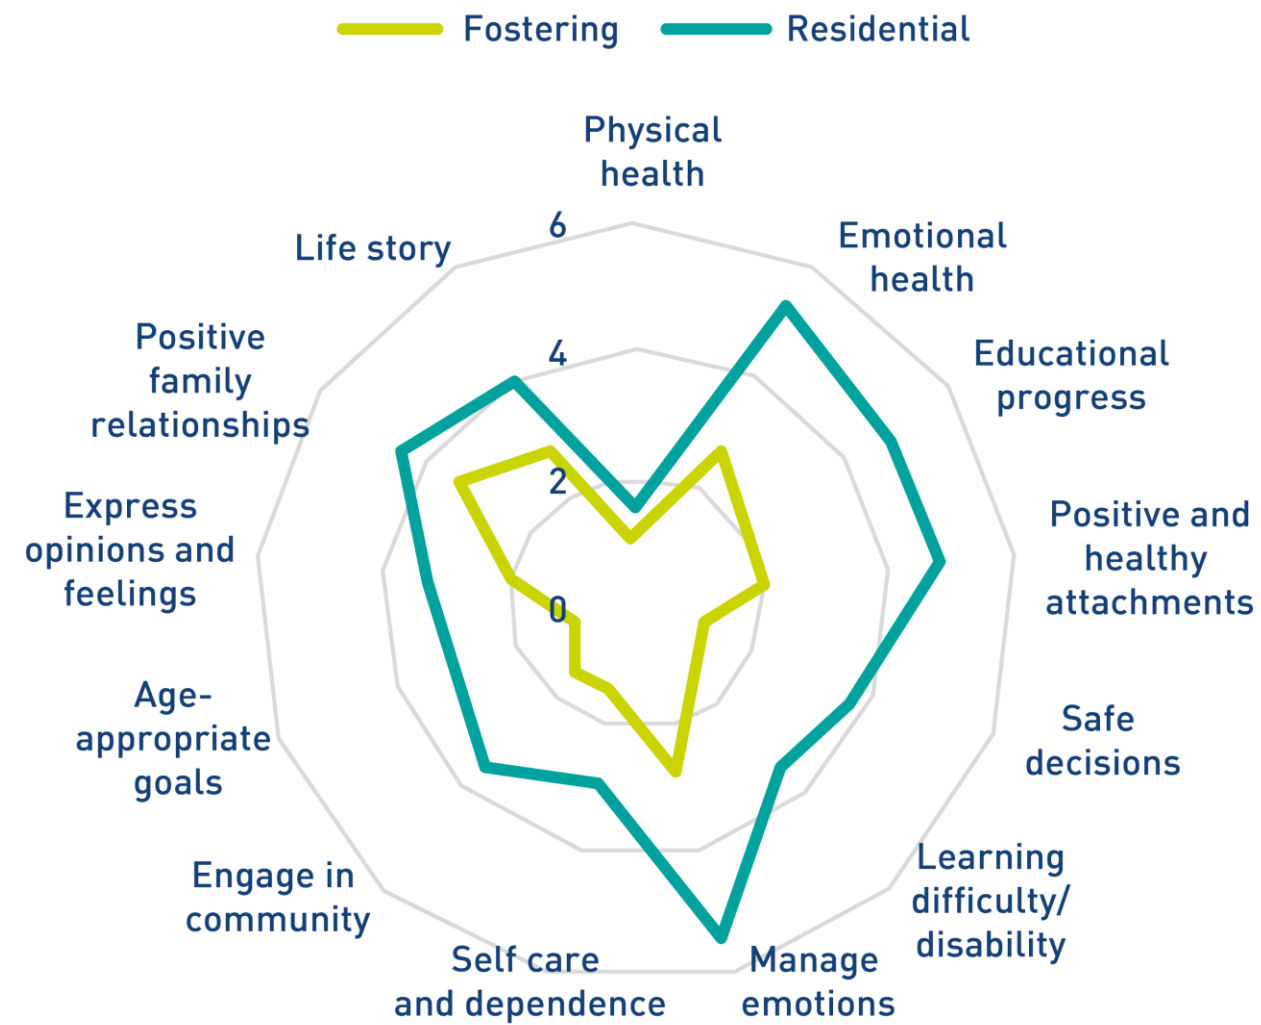 Fostering
Residential
Physical
health
Emotional
health
Educational
progress
Positive and
healthy
attachments
Safe
decisions
Learning
difficulty/
disability
Manage
emotions
Self care
and dependence
Engage in
community
Age-
appropriate
goals
Express
opinions and
feelings
Positive
family
relationships
Life story
6
4
2
0